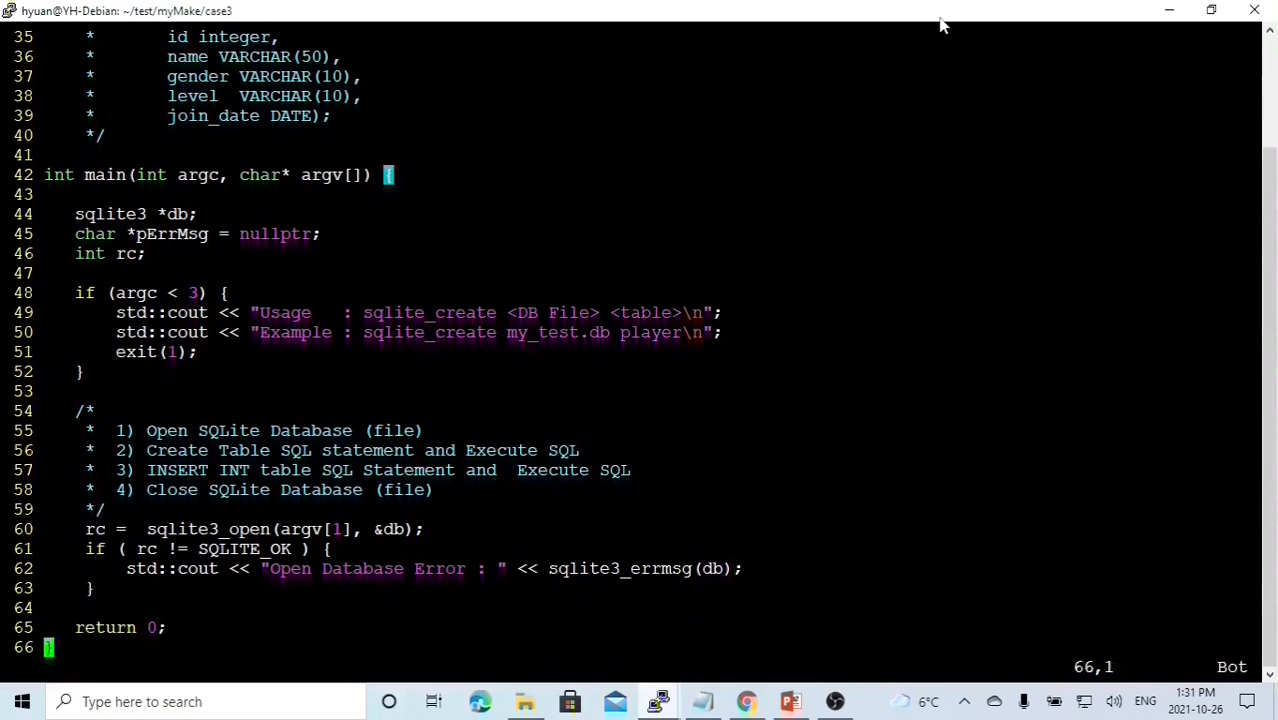 hyuan@YH-Debian: ~/test/myMake/case3
35     *       id integer,
36     *       name VARCHAR(50),
37     *       gender VARCHAR(10),
38     *       level  VARCHAR(10),
39     *       join_date DATE);
40     */
41
42 int main(int argc, char* argv[]) {
43
44    sqlite3 *db;
45    char *pErrMsg = nullptr;
46    int rc;
47
48    if (argc < 3) {
49        std::cout << "Usage   : sqlite_create <DB File> <table>\n";
50        std::cout << "Example : sqlite_create my_test.db player\n";
51        exit(1);
52    }
53
54    /*
55     *  1) Open SQLite Database (file)
56     *  2) Create Table SQL statement and Execute SQL
57     *  3) INSERT INT table SQL Statement and  Execute SQL
58     *  4) Close SQLite Database (file)
59     */
60     rc =  sqlite3_open(argv[1], &db);
61     if ( rc != SQLITE_OK ) {
62         std::cout << "Open Database Error : " << sqlite3_errmsg(db);
63     }
64
65    return 0;
66 }
66,1 Bot
Type here to search
6°C
ENG
1:31 PM
2021-10-26